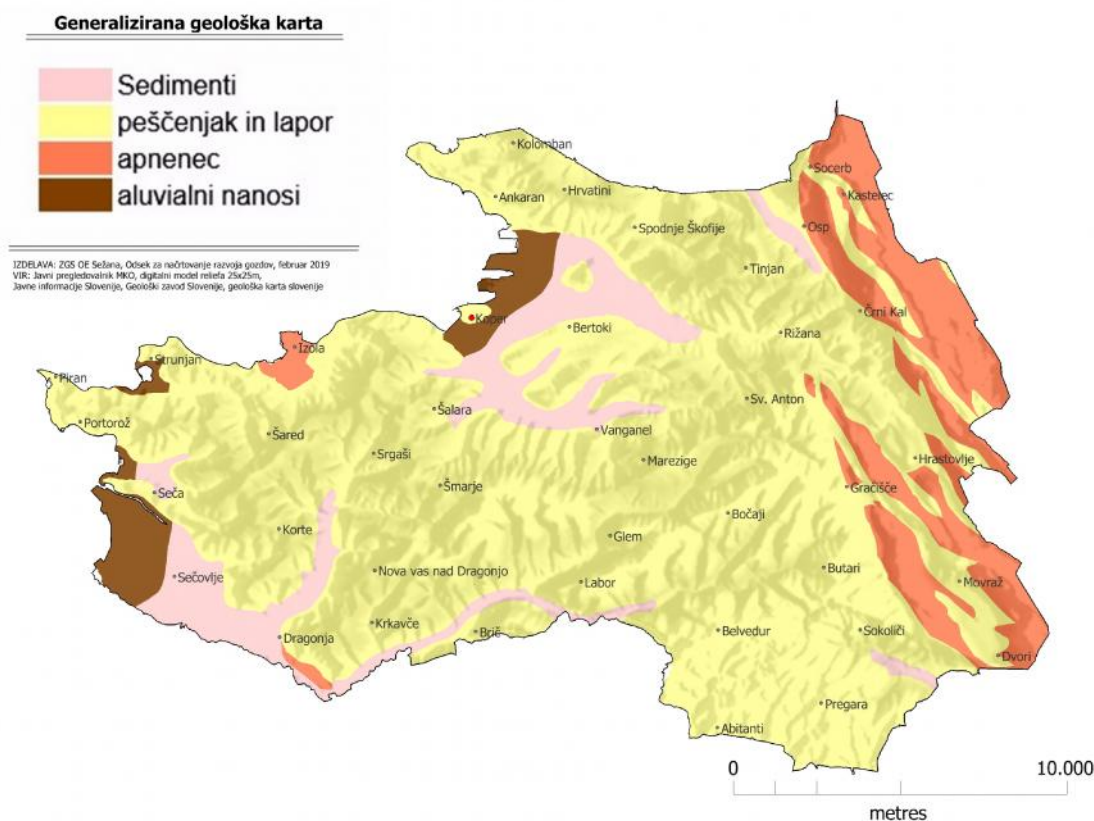 Generalizirana geološka karta
Sedimenti
peščenjak in lapor
apnenec
aluvialni nanosi
IZDELAVA: ZGS OE Sežana, Odsek za načrtovanje razvoja gozdov, februar 2019
VIR: Javni pregledovalnik MKO, digitalni model reliefa 25x25m,
Javne informacije Slovenije, Geološki zavod Slovenije, geološka karta slovenije
Kolomban
Socerb
Ankaran
Hrvatini
Kastelec
Spodnje Škofije
Osp
Tinjan
Koper
Bertoki
Črni Kal
Rižana
Izola
Strunjan
Piran
Portorož
Šalara
Sv. Anton
Šared
Vanganel
Srgaši
Marezige
Hrastovlje
Seča
Šmarje
Gračišče
Bočaji
Korte
Glem
Sečovlje
Nova vas nad Dragonjo
Labor
Butari
Movraž
Dragonja
Krkavče
Brič
Belvedur
Sokoliči
Dvori
Pregara
Abitanti
0 10.000
metres